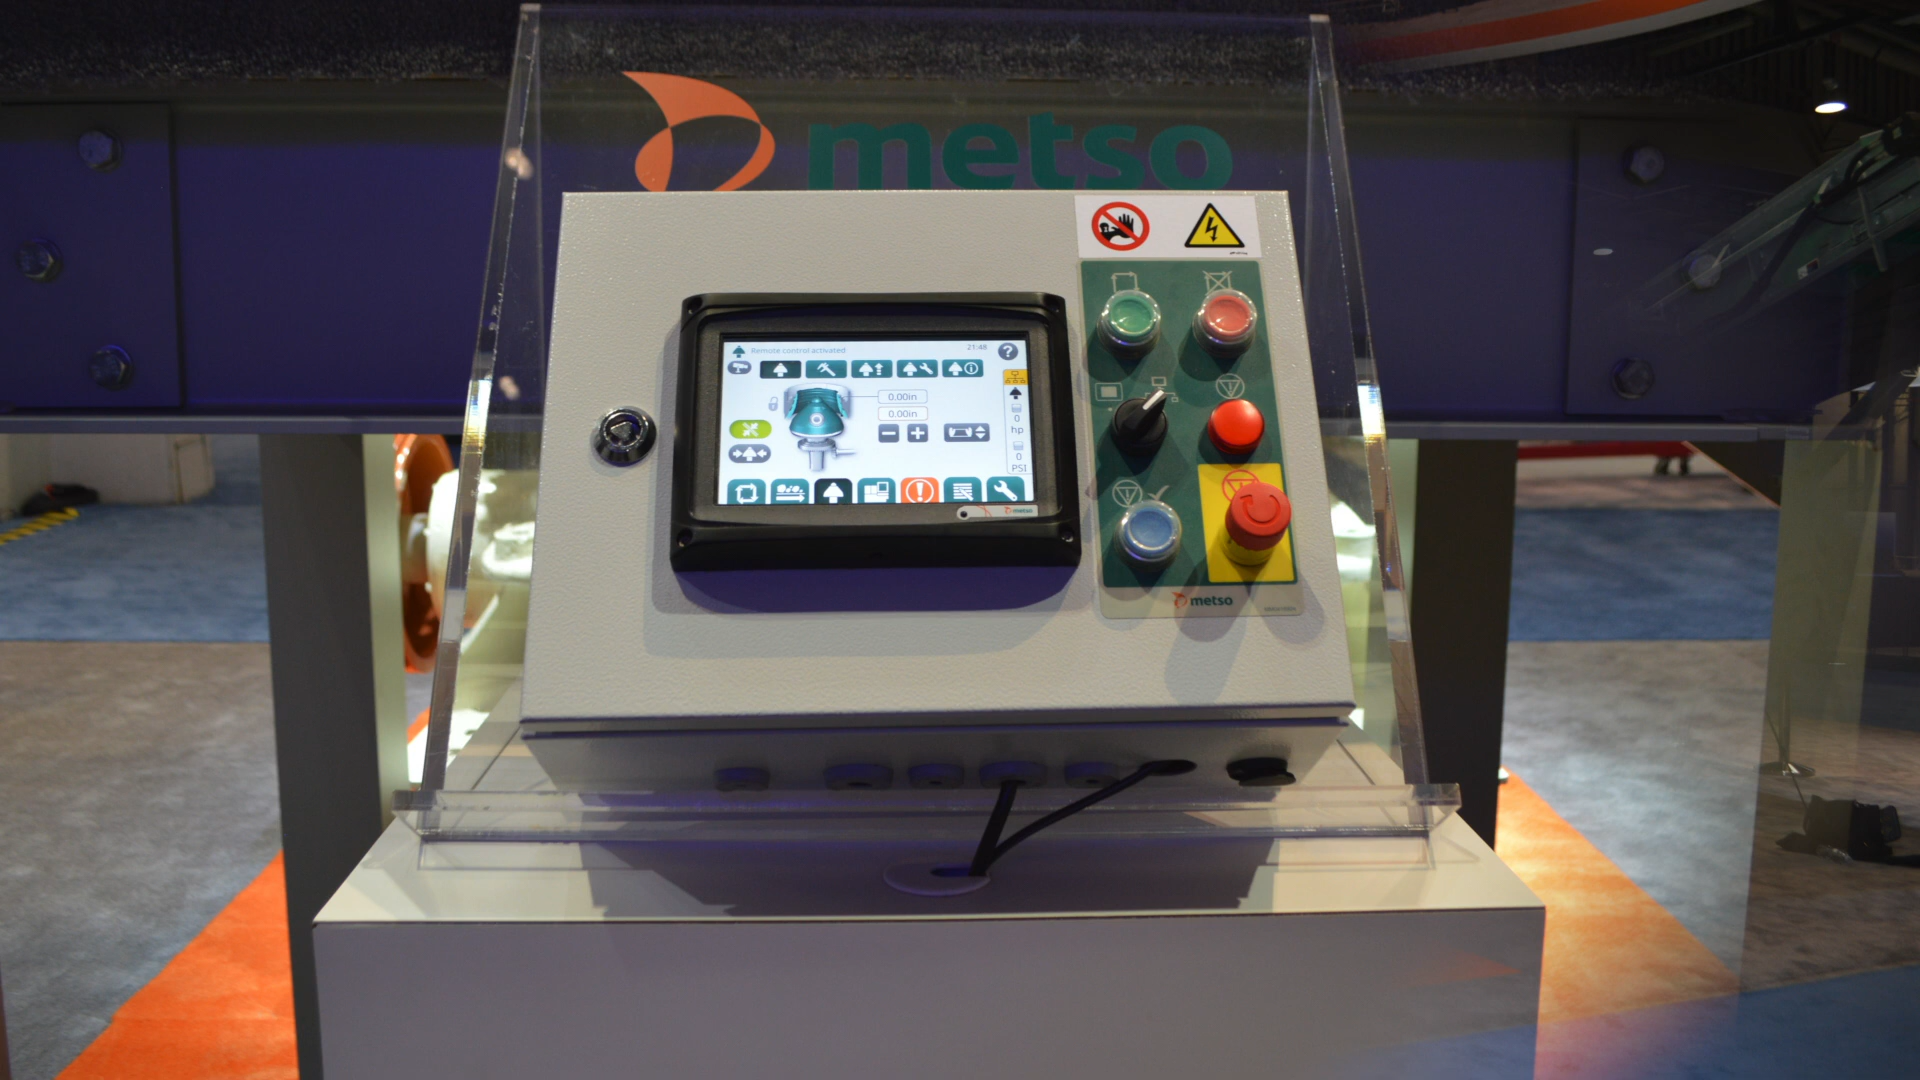 metso
Remote control activated
21:48
?
0.00in
0.00in
0
hp
0
PSI
metso
metso